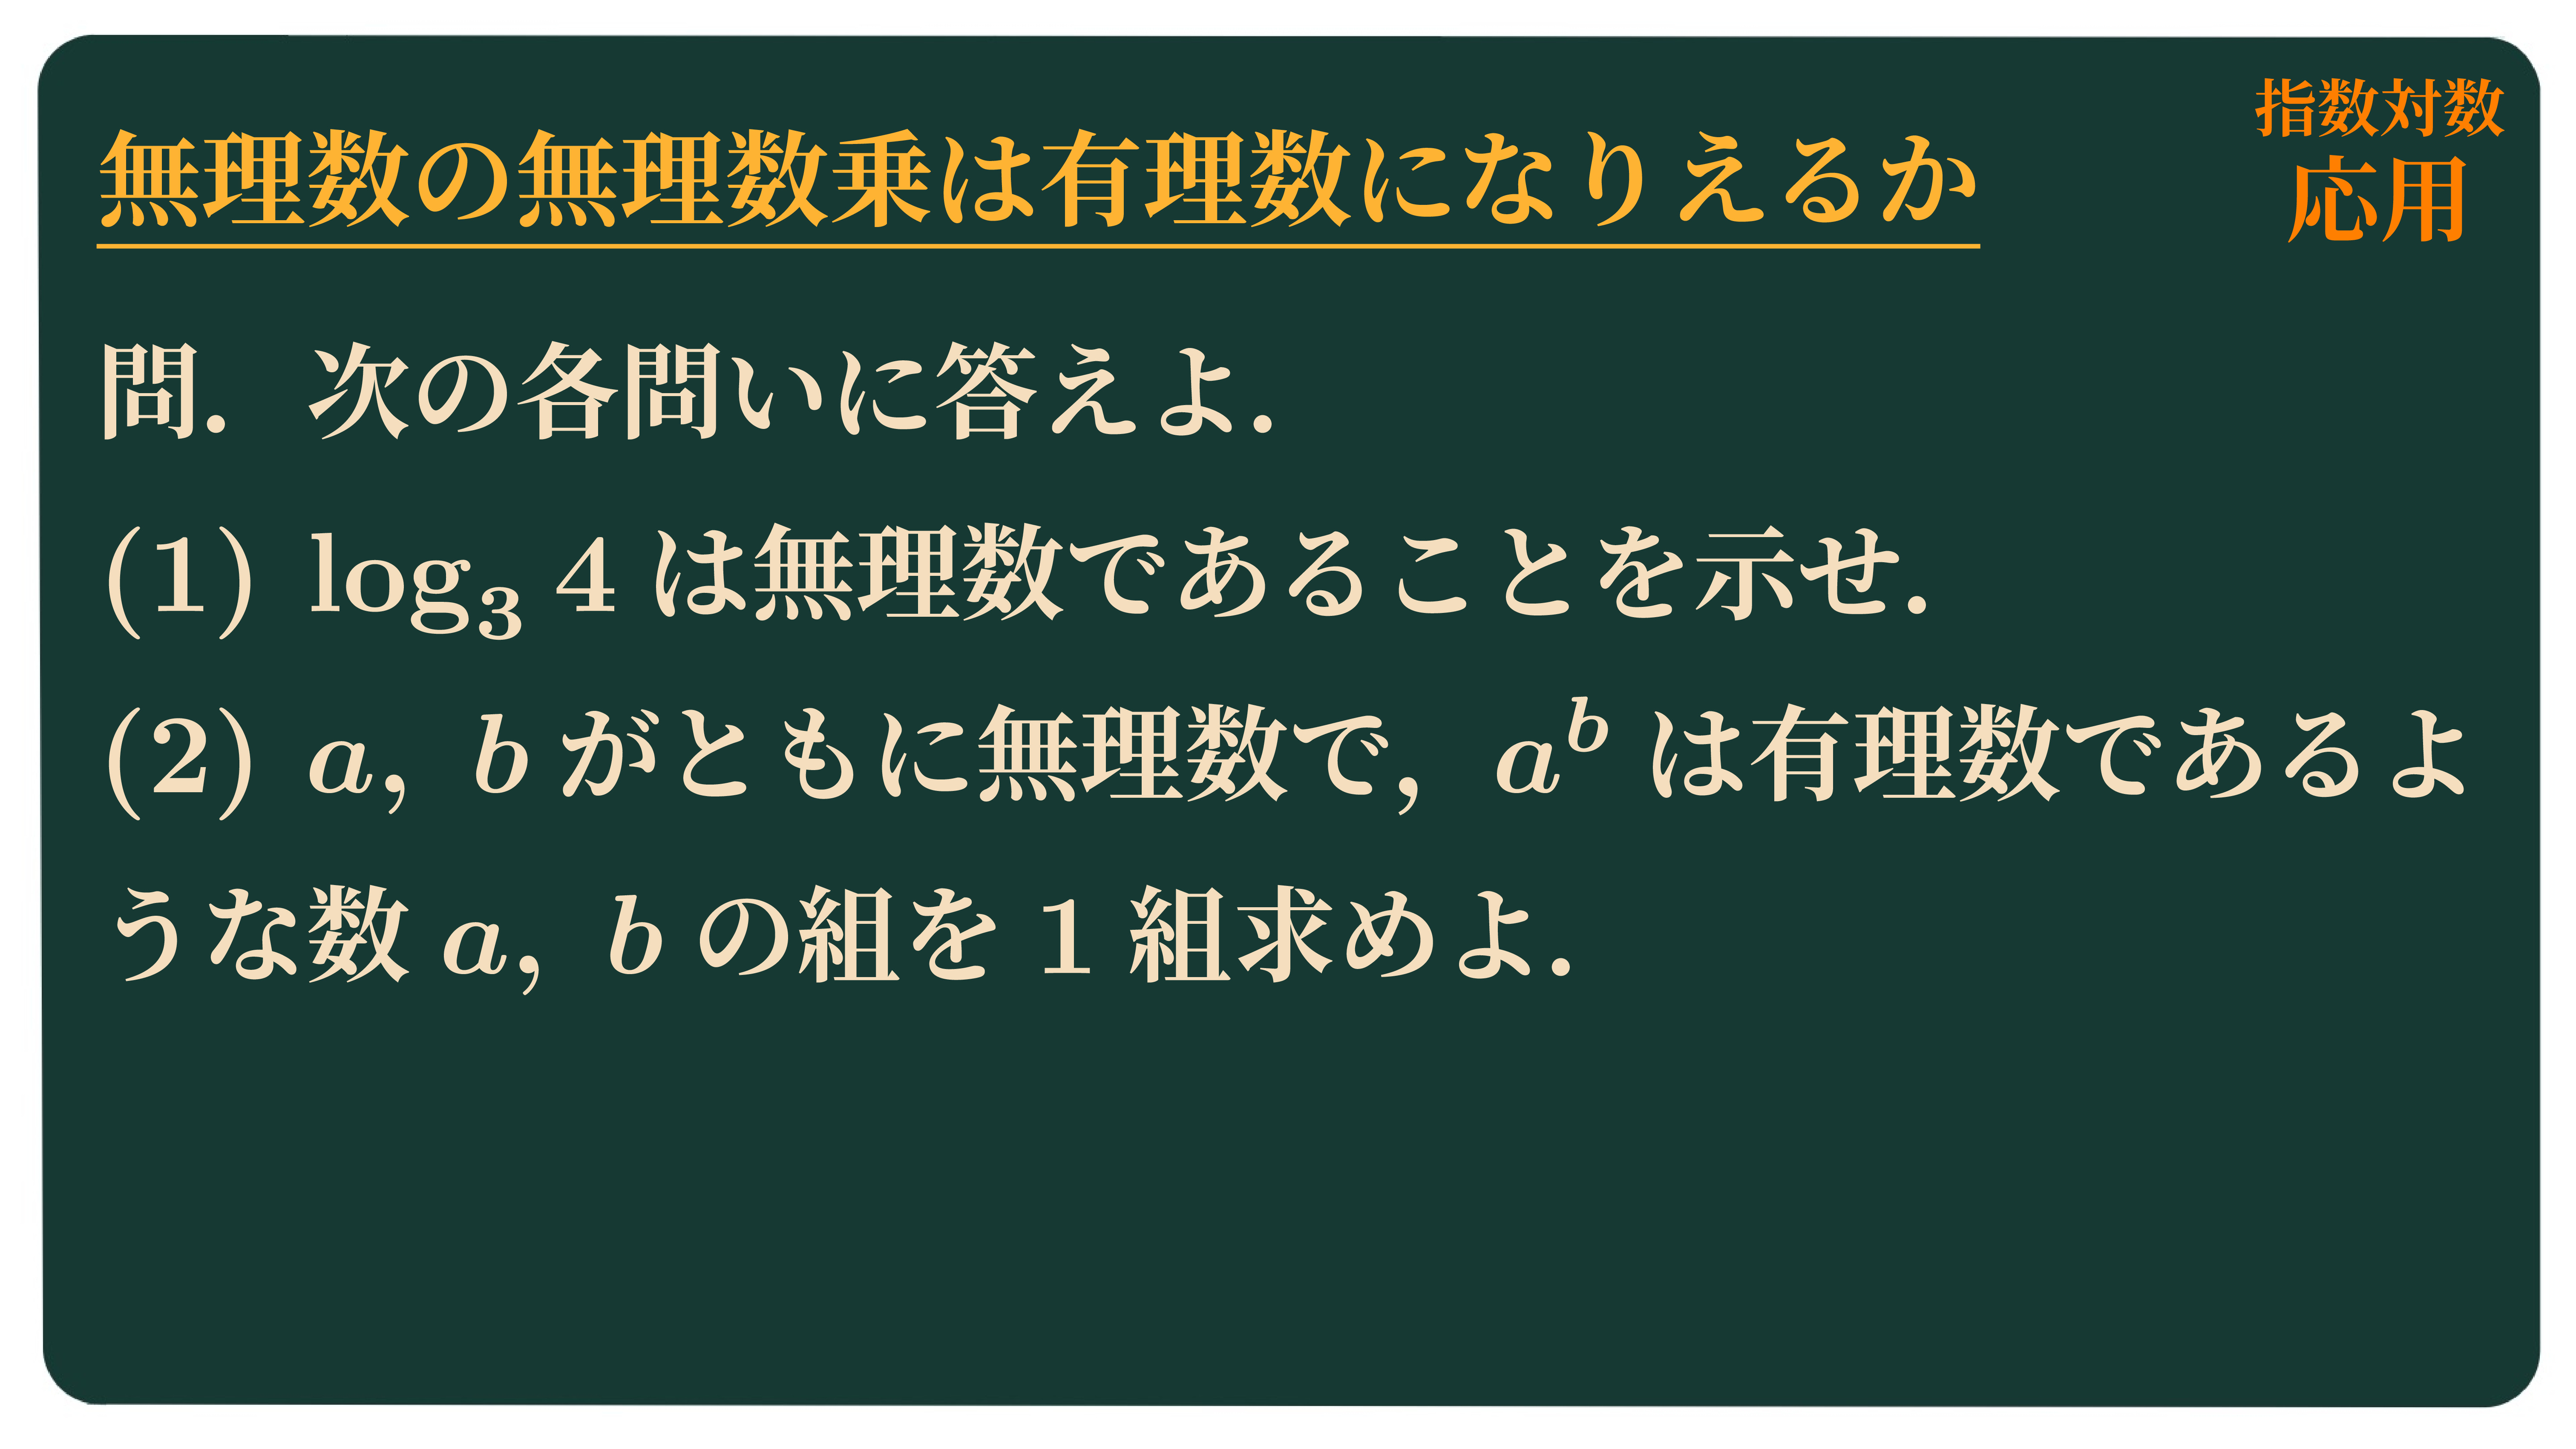 無理数の無理数乗は有理数になりえるか
指数対数
応用
問. 次の各問いに答えよ.
(1) log₃ 4 は無理数であることを示せ.
(2) a, b がともに無理数で, aᵇ は有理数であるよ
うな数 a, b の組を 1 組求めよ.